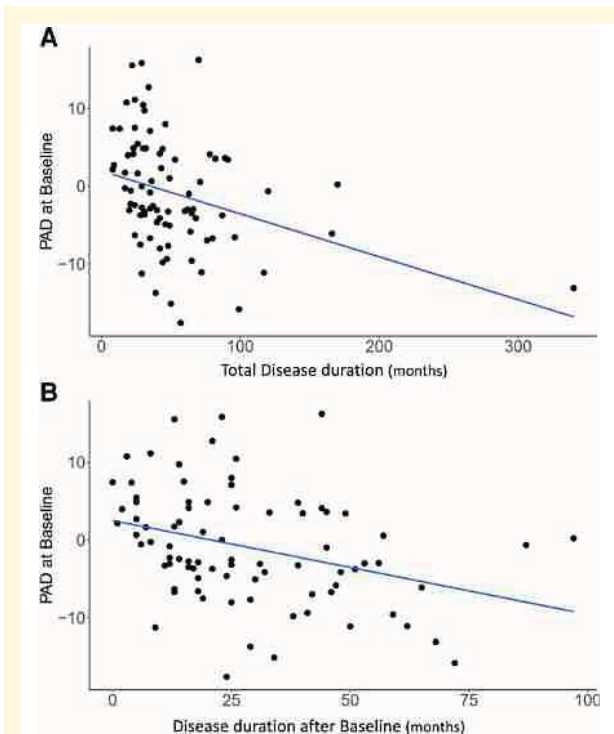 A
PAD at Baseline
10
0
−10
0
100
200
300
Total Disease duration (months)
B
PAD at Baseline
10
0
−10
0
25
50
75
100
Disease duration after Baseline (months)